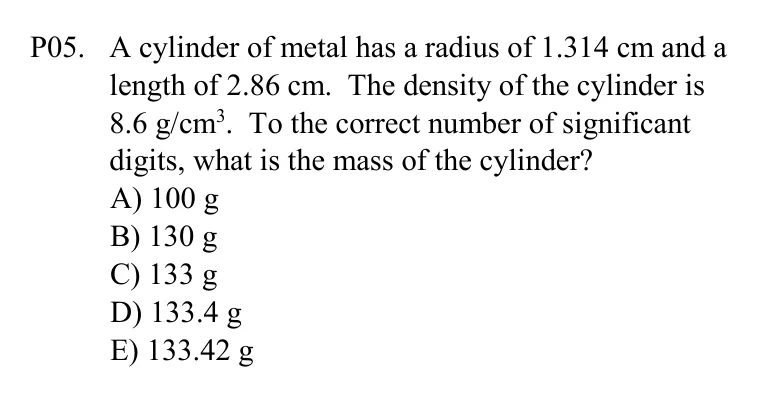 P05. A cylinder of metal has a radius of 1.314 cm and a
length of 2.86 cm. The density of the cylinder is
8.6 g/cm³. To the correct number of significant
digits, what is the mass of the cylinder?
A) 100 g
B) 130 g
C) 133 g
D) 133.4 g
E) 133.42 g